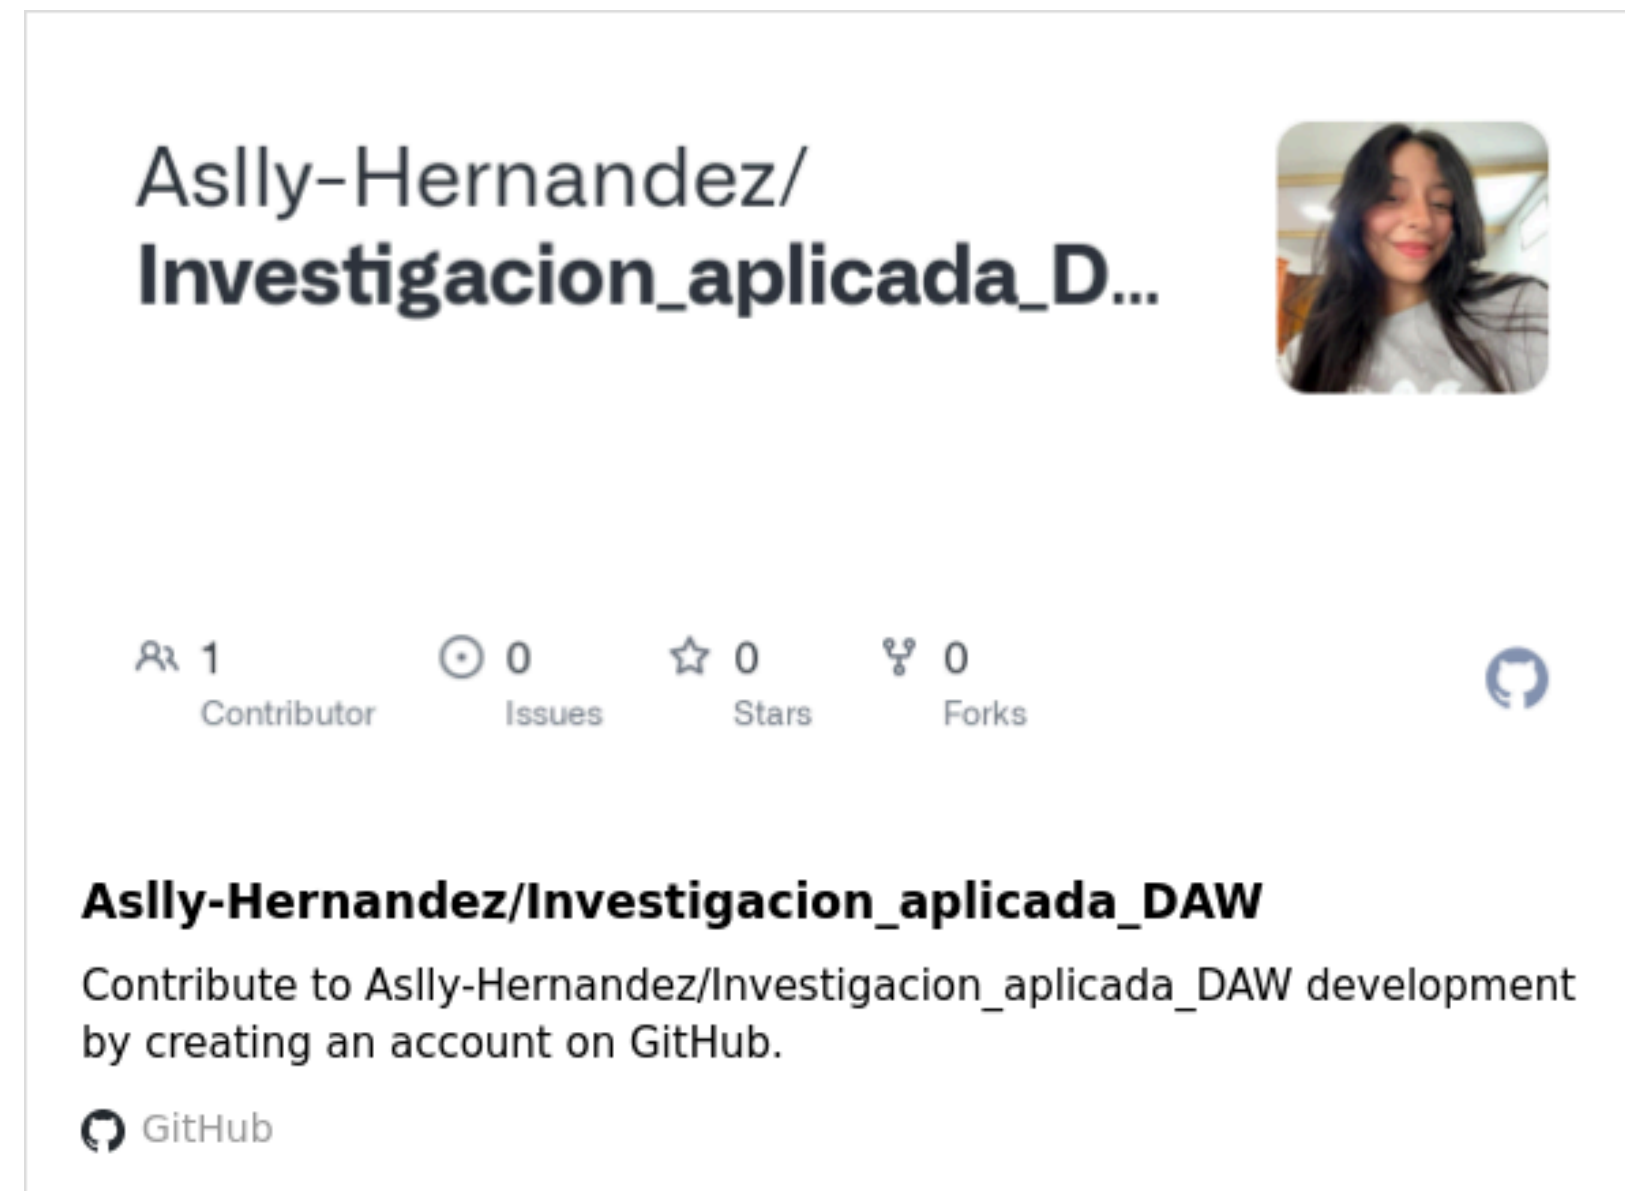 Aslly-Hernandez/
Investigacion_aplicada_D...
1
Contributor
0
Issues
0
Stars
0
Forks
Aslly-Hernandez/Investigacion_aplicada_DAW
Contribute to Aslly-Hernandez/Investigacion_aplicada_DAW development
by creating an account on GitHub.
GitHub